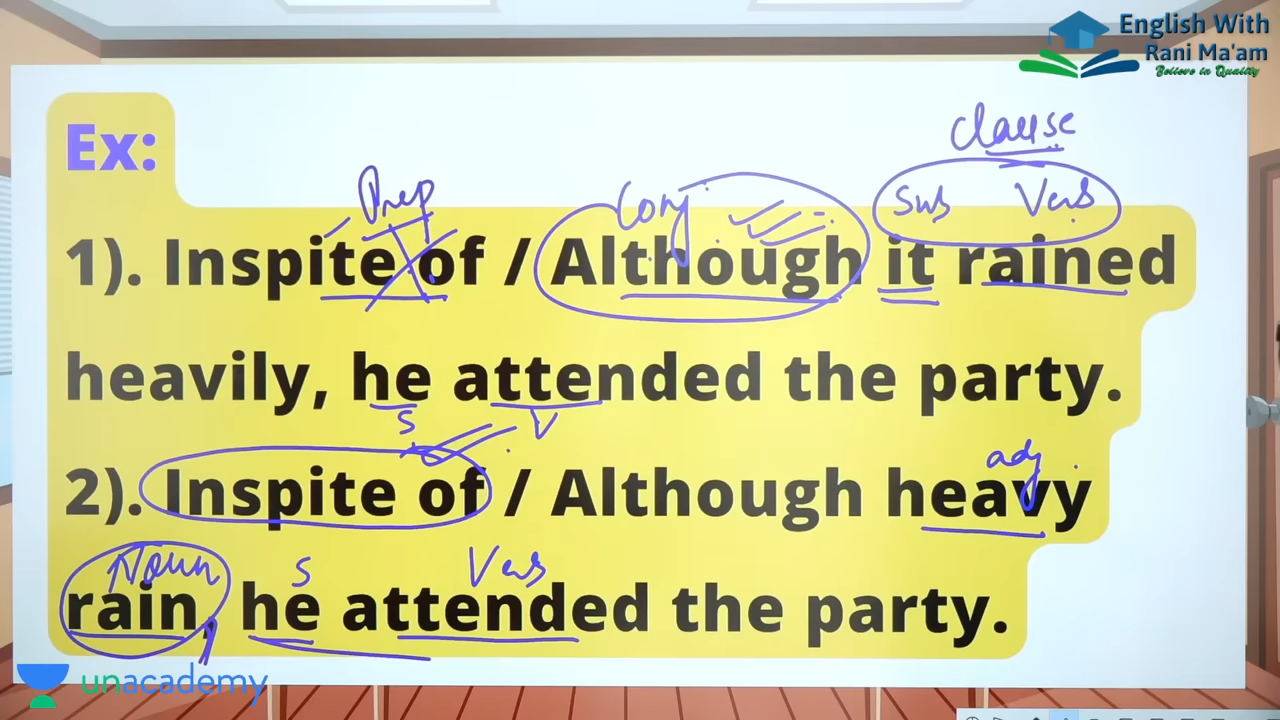 English With
Rani Ma'am
Believe in Quality
Clause
Ex:
Prep
Conj
Sub Verb
1). Inspite of / Although it rained
heavily, he attended the party.
S V
adj
2). Inspite of / Although heavy
Noun S Verb
rain, he attended the party.
unacademy